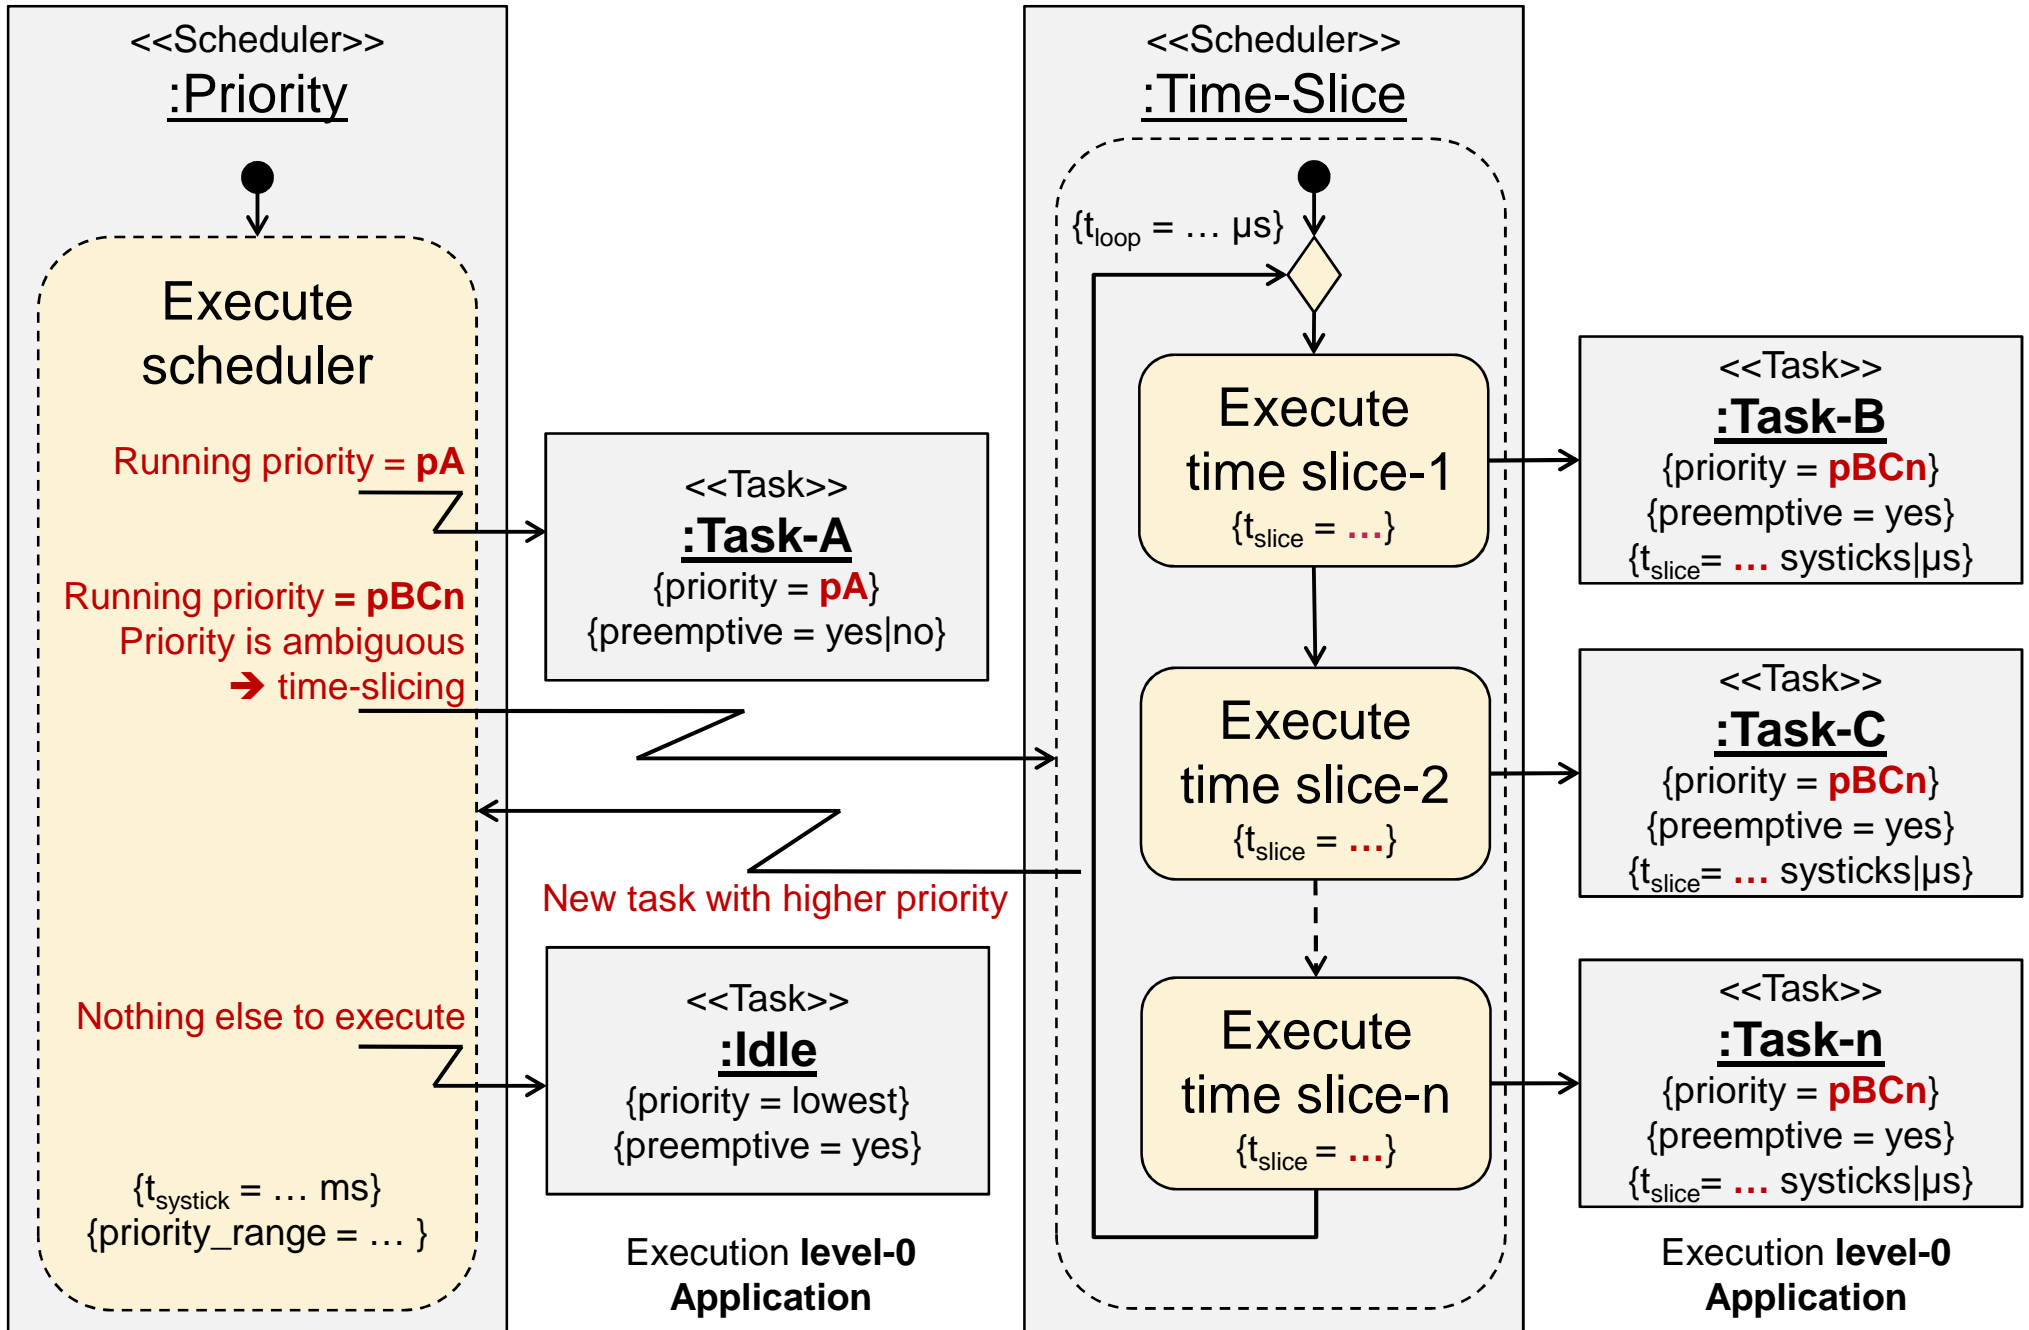 <<Scheduler>>
:Priority
Execute
scheduler
Running priority = pA
Running priority = pBCn
Priority is ambiguous
➔ time-slicing
Nothing else to execute
{tsystick = … ms}
{priority_range = … }
<<Task>>
:Task-A
{priority = pA}
{preemptive = yes|no}
New task with higher priority
<<Task>>
:Idle
{priority = lowest}
{preemptive = yes}
Execution level-0
Application
<<Scheduler>>
:Time-Slice
{tloop = … µs}
Execute
time slice-1
{tslice = …}
Execute
time slice-2
{tslice = …}
Execute
time slice-n
{tslice = …}
<<Task>>
:Task-B
{priority = pBCn}
{preemptive = yes}
{tslice= … systicks|µs}
<<Task>>
:Task-C
{priority = pBCn}
{preemptive = yes}
{tslice= … systicks|µs}
<<Task>>
:Task-n
{priority = pBCn}
{preemptive = yes}
{tslice= … systicks|µs}
Execution level-0
Application